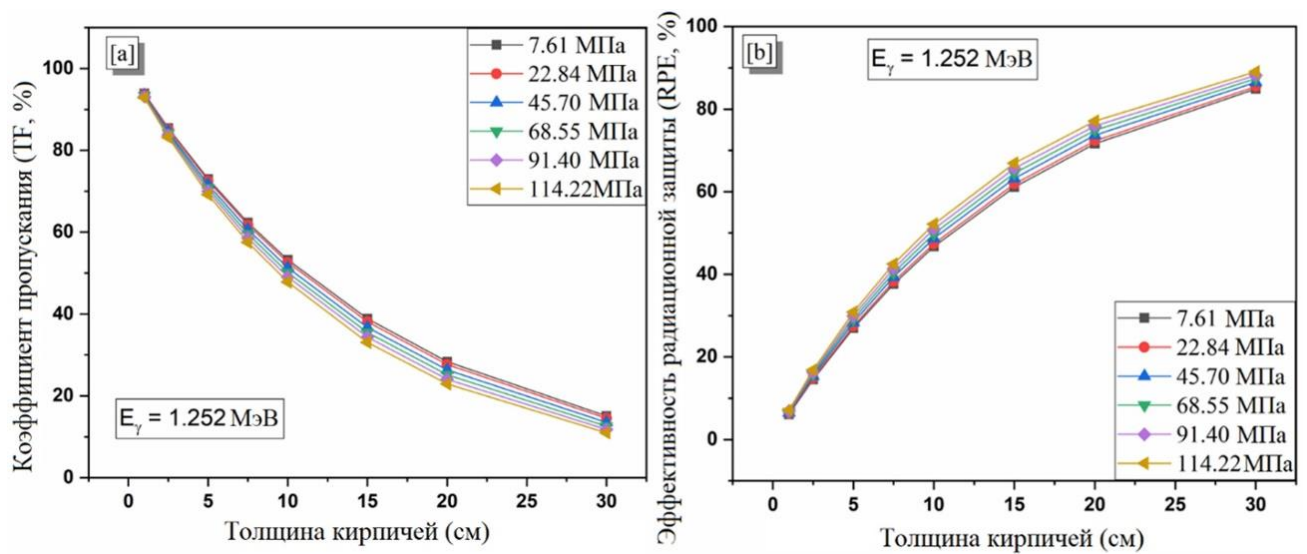 [a]
7.61 МПа
22.84 МПа
45.70 МПа
68.55 МПа
91.40 МПа
114.22МПа
Коэффициент пропускания (TF, %)
100
80
60
40
20
0
Eγ = 1.252 МэВ
0 5 10 15 20 25 30
Толщина кирпичей (см)
[b]
Eγ = 1.252 МэВ
Эффективность радиационной защиты (RPE, %)
100
80
60
40
20
0
7.61 МПа
22.84 МПа
45.70 МПа
68.55 МПа
91.40 МПа
114.22МПа
0 5 10 15 20 25 30
Толщина кирпичей (см)